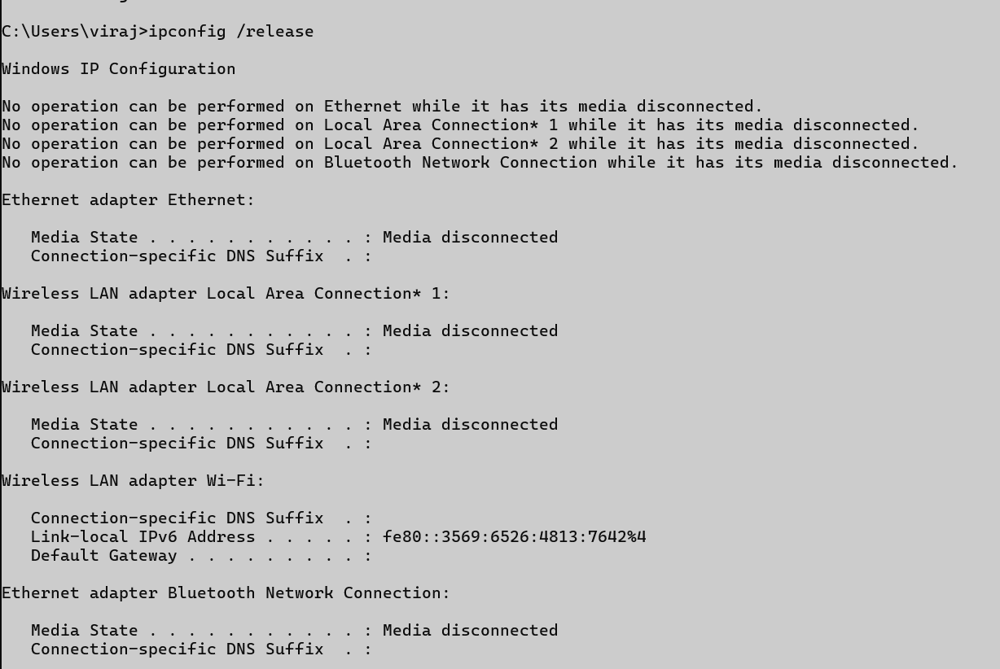 C:\Users\viraj>ipconfig /release
Windows IP Configuration
No operation can be performed on Ethernet while it has its media disconnected.
No operation can be performed on Local Area Connection* 1 while it has its media disconnected.
No operation can be performed on Local Area Connection* 2 while it has its media disconnected.
No operation can be performed on Bluetooth Network Connection while it has its media disconnected.
Ethernet adapter Ethernet:
   Media State . . . . . . . . . . . : Media disconnected
   Connection-specific DNS Suffix  . :
Wireless LAN adapter Local Area Connection* 1:
   Media State . . . . . . . . . . . : Media disconnected
   Connection-specific DNS Suffix  . :
Wireless LAN adapter Local Area Connection* 2:
   Media State . . . . . . . . . . . : Media disconnected
   Connection-specific DNS Suffix  . :
Wireless LAN adapter Wi-Fi:
   Connection-specific DNS Suffix  . :
   Link-local IPv6 Address . . . . . : fe80::3569:6526:4813:7642%4
   Default Gateway . . . . . . . . . :
Ethernet adapter Bluetooth Network Connection:
   Media State . . . . . . . . . . . : Media disconnected
   Connection-specific DNS Suffix  . :